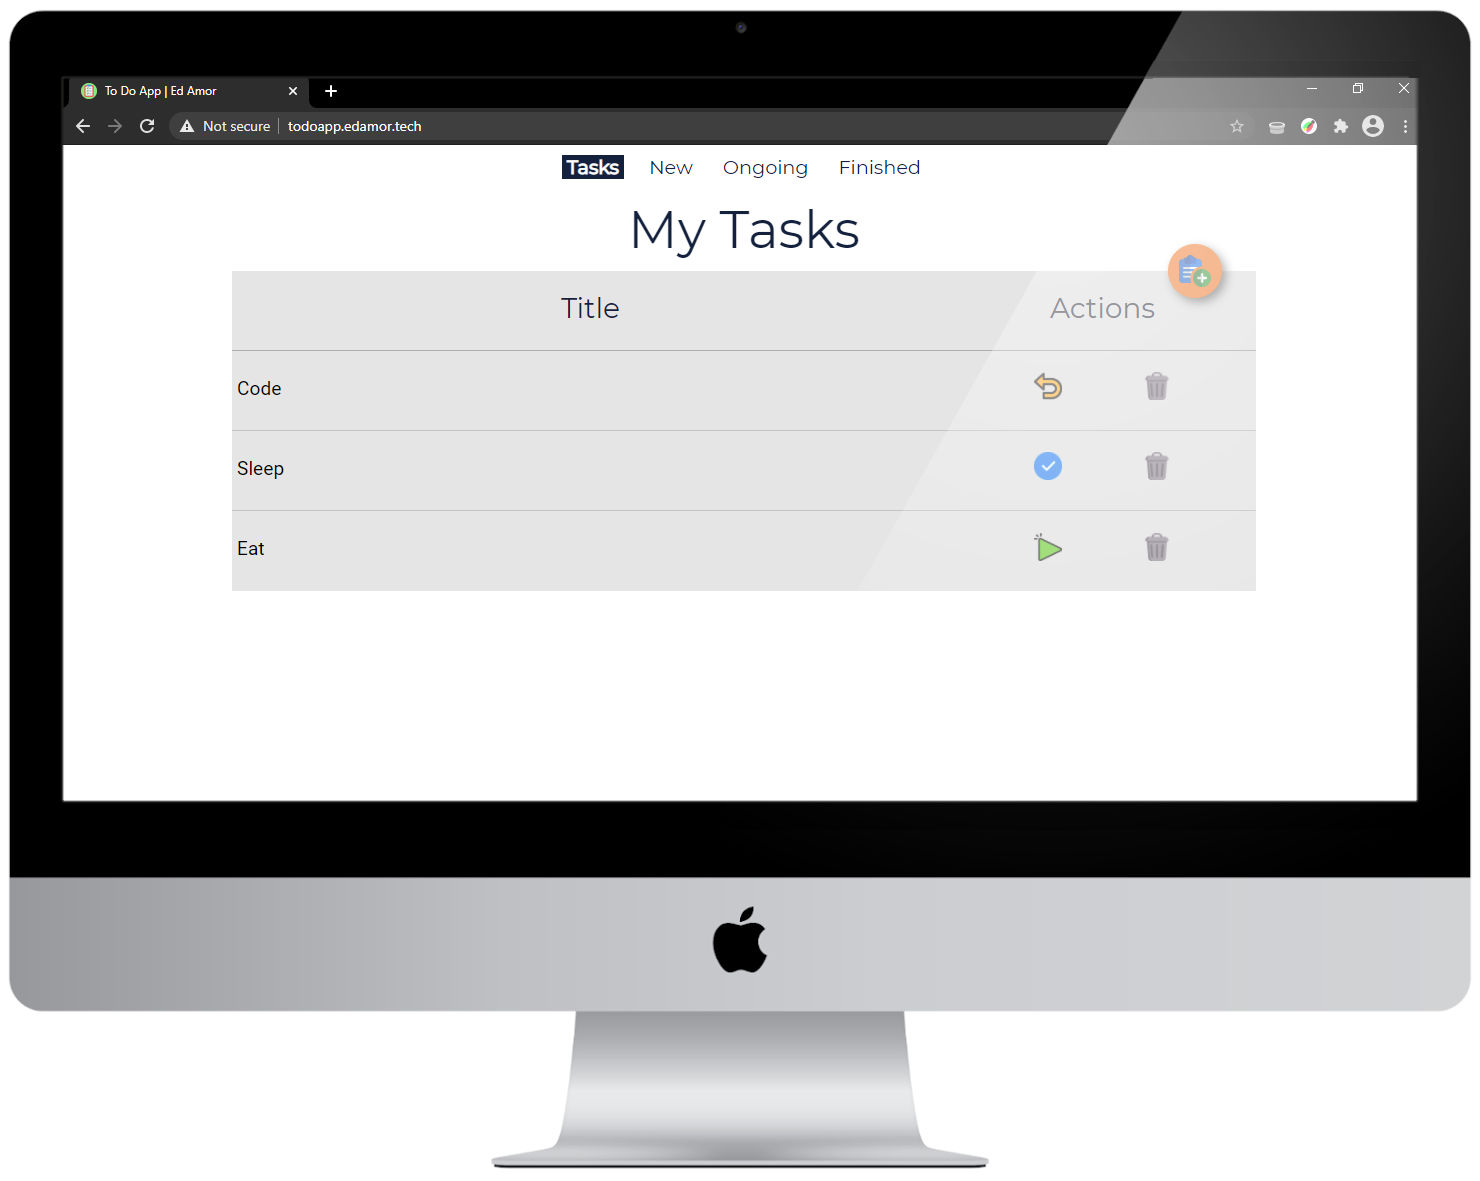 To Do App | Ed Amor
Not secure | todoapp.edamor.tech
Tasks New Ongoing Finished
My Tasks
Title Actions
Code
Sleep
Eat